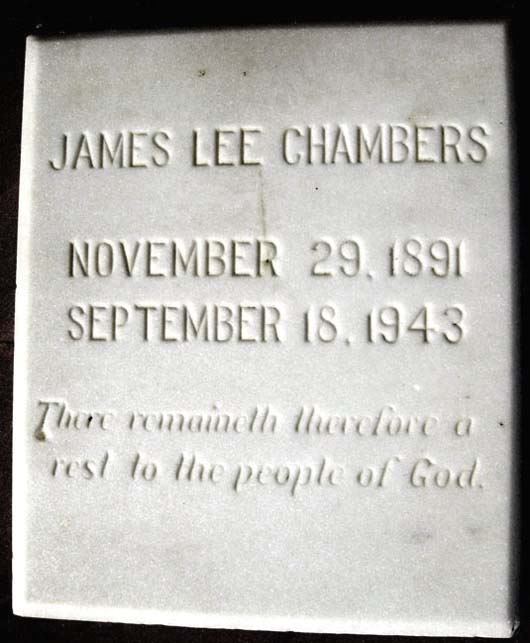 JAMES LEE CHAMBERS
NOVEMBER 29, 1891
SEPTEMBER 18, 1943
There remaineth therefore a
rest to the people of God.